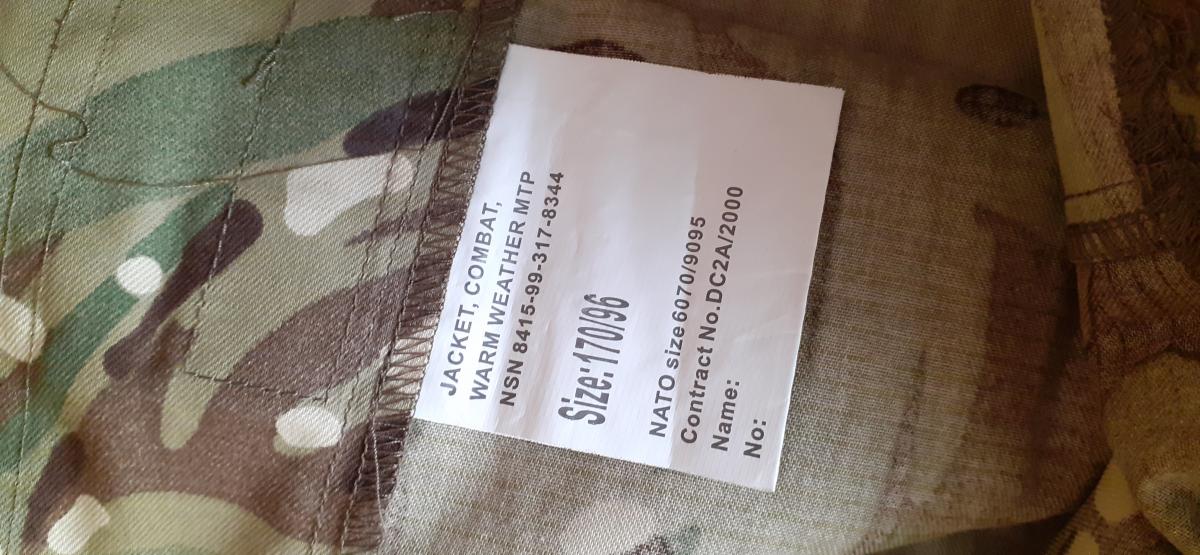 JACKET, COMBAT,
WARM WEATHER MTP
NSN 8415-99-317-8344
Size:170/96
NATO size 6070/9095
Contract No.DC2A/2000
Name:
No: